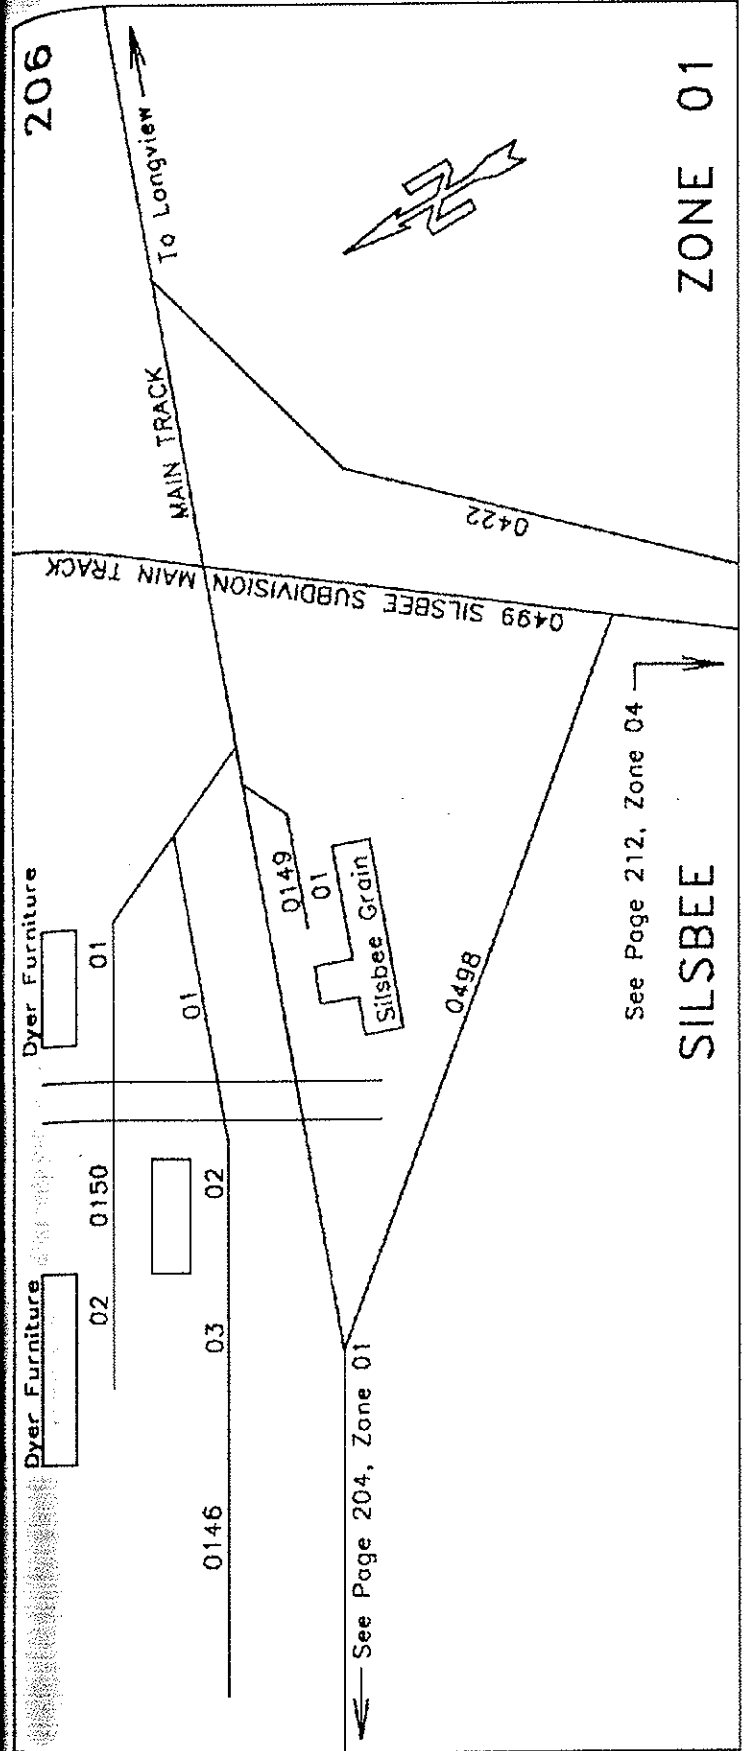 206
To Longview
MAIN TRACK
0422
0499 SILSBEE SUBDIVISION MAIN TRACK
N
ZONE 01
Dyer Furniture
01
01
0149
01
Silsbee Grain
0498
See Page 212, Zone 04
SILSBEE
Dyer Furniture
02 0150
0146 03 02
See Page 204, Zone 01